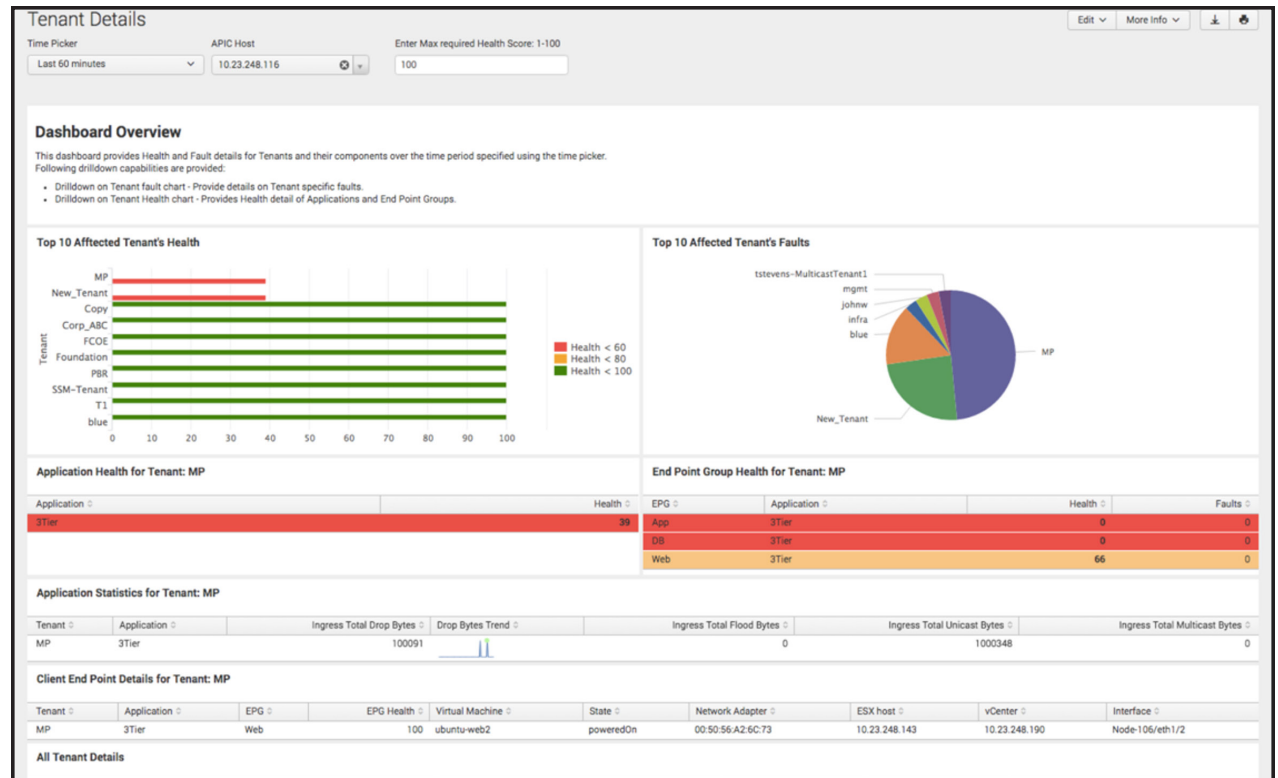 Tenant Details
Edit
More Info
Time Picker
APIC Host
Enter Max required Health Score: 1-100
Last 60 minutes
10.23.248.116
100
Dashboard Overview
This dashboard provides Health and Fault details for Tenants and their components over the time period specified using the time picker.
Following drilldown capabilities are provided:
Drilldown on Tenant fault chart - Provide details on Tenant specific faults.
Drilldown on Tenant Health chart - Provides Health detail of Applications and End Point Groups.
Top 10 Afftected Tenant's Health
Tenant
MP
New_Tenant
Copy
Corp_ABC
FCOE
Foundation
PBR
SSM-Tenant
T1
blue
0 10 20 30 40 50 60 70 80 90 100
Health < 60
Health < 80
Health < 100
Top 10 Affected Tenant's Faults
tstevens-MulticastTenant1
mgmt
johnw
infra
blue
MP
New_Tenant
Application Health for Tenant: MP
Application Health
3Tier 39
End Point Group Health for Tenant: MP
EPG Application Health Faults
App 3Tier 0 0
DB 3Tier 0 0
Web 3Tier 66 0
Application Statistics for Tenant: MP
Tenant Application Ingress Total Drop Bytes Drop Bytes Trend Ingress Total Flood Bytes Ingress Total Unicast Bytes Ingress Total Multicast Bytes
MP 3Tier 100091 0 1000348 0
Client End Point Details for Tenant: MP
Tenant Application EPG EPG Health Virtual Machine State Network Adapter ESX host vCenter Interface
MP 3Tier Web 100 ubuntu-web2 poweredOn 00:50:56:A2:6C:73 10.23.248.143 10.23.248.190 Node-106/eth1/2
All Tenant Details